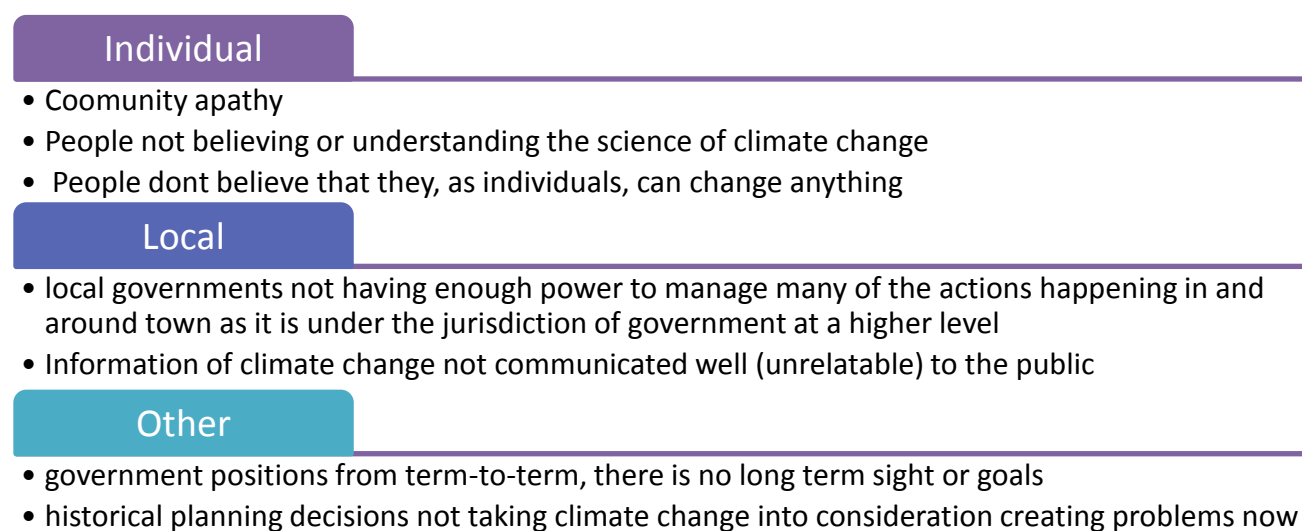 Individual
• Coomunity apathy
• People not believing or understanding the science of climate change
• People dont believe that they, as individuals, can change anything
Local
• local governments not having enough power to manage many of the actions happening in and
around town as it is under the jurisdiction of government at a higher level
• Information of climate change not communicated well (unrelatable) to the public
Other
• government positions from term-to-term, there is no long term sight or goals
• historical planning decisions not taking climate change into consideration creating problems now